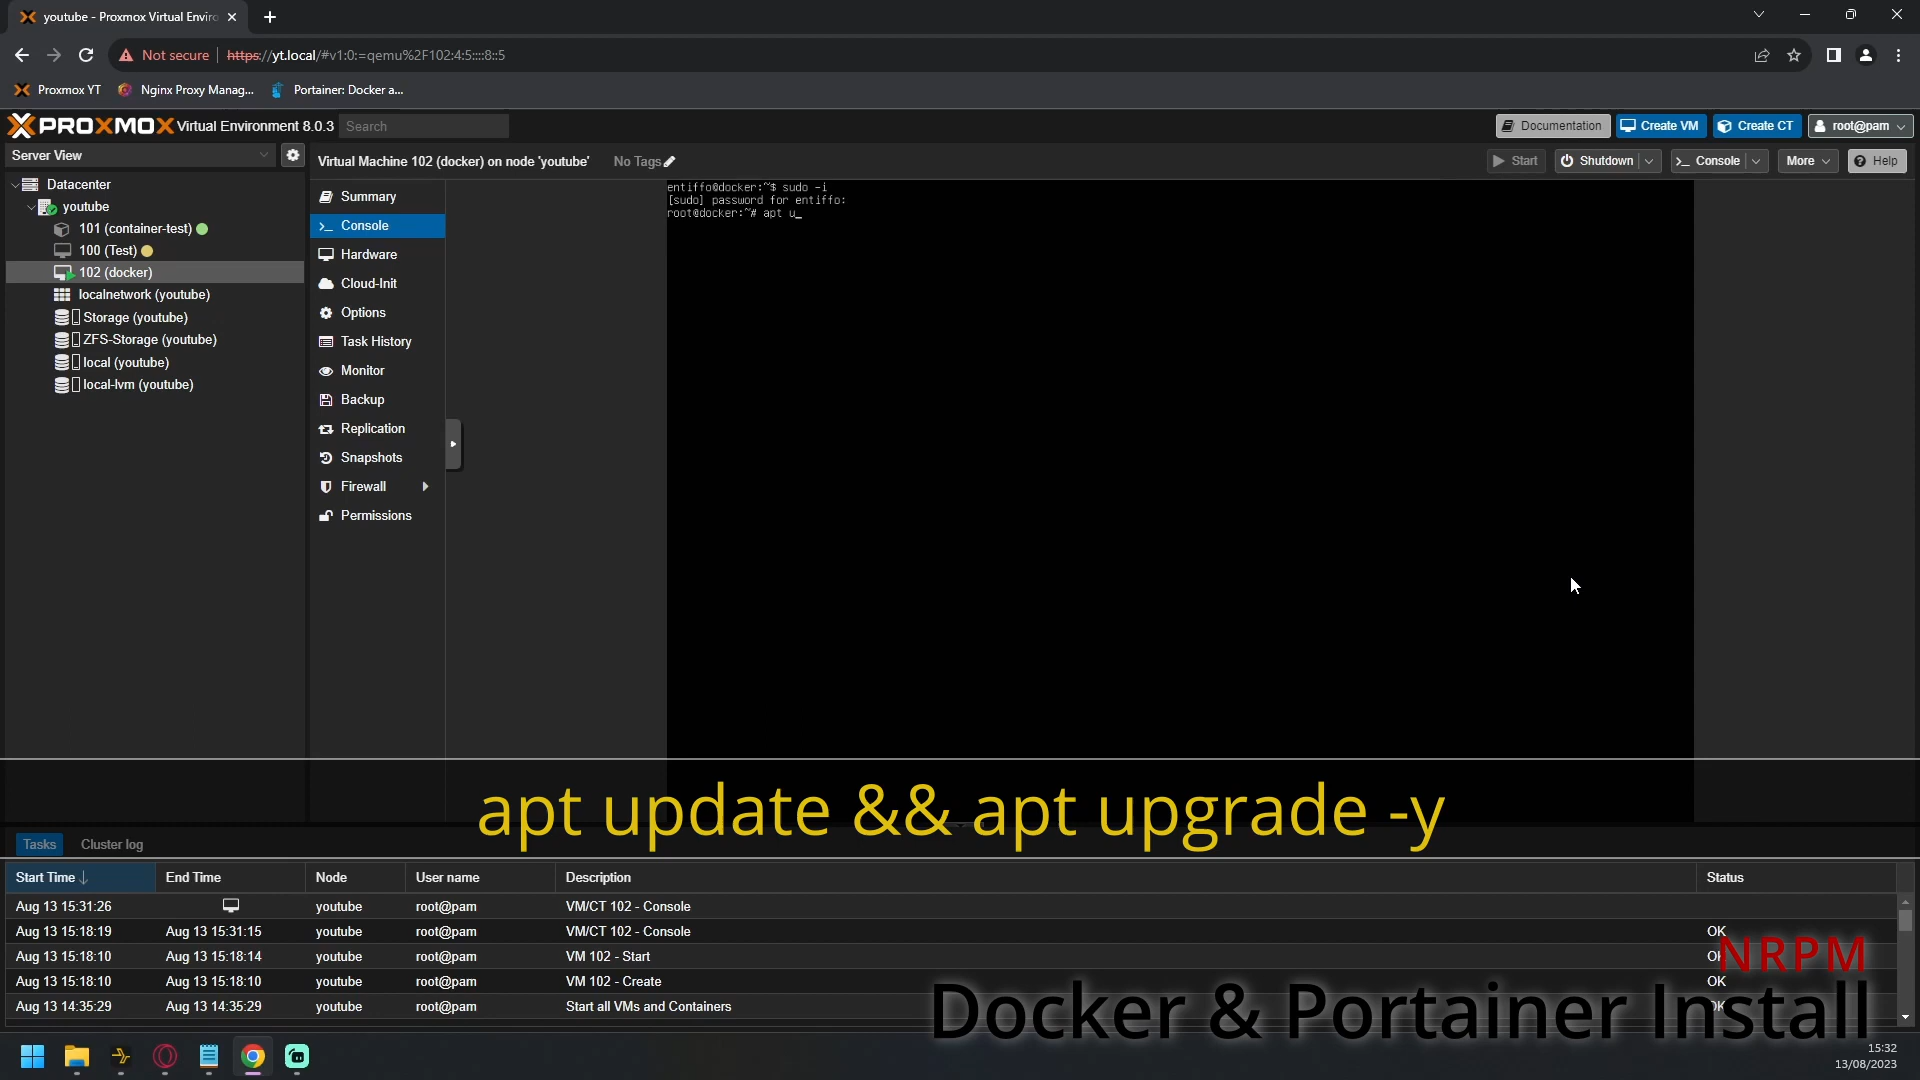 youtube - Proxmox Virtual Enviro
Not secure
https://yt.local/#v1:0:=qemu%2F102:4:5::::8::5
Proxmox YT
Nginx Proxy Manag...
Portainer: Docker a...
PROXMOX Virtual Environment 8.0.3
Search
Documentation
Create VM
Create CT
root@pam
Server View
Virtual Machine 102 (docker) on node 'youtube'
No Tags
Start
Shutdown
Console
More
Help
Datacenter
youtube
101 (container-test)
100 (Test)
102 (docker)
localnetwork (youtube)
Storage (youtube)
ZFS-Storage (youtube)
local (youtube)
local-lvm (youtube)
Summary
Console
Hardware
Cloud-Init
Options
Task History
Monitor
Backup
Replication
Snapshots
Firewall
Permissions
entiffo@docker:~$ sudo -i
[sudo] password for entiffo:
root@docker:~# apt u_
apt update && apt upgrade -y
Tasks
Cluster log
Start Time
End Time
Node
User name
Description
Status
Aug 13 15:31:26
youtube
root@pam
VM/CT 102 - Console
Aug 13 15:18:19
Aug 13 15:31:15
youtube
root@pam
VM/CT 102 - Console
OK
Aug 13 15:18:10
Aug 13 15:18:14
youtube
root@pam
VM 102 - Start
OK
Aug 13 15:18:10
Aug 13 15:18:10
youtube
root@pam
VM 102 - Create
OK
Aug 13 14:35:29
Aug 13 14:35:29
youtube
root@pam
Start all VMs and Containers
OK
NRPM
Docker & Portainer Install
15:32
13/08/2023